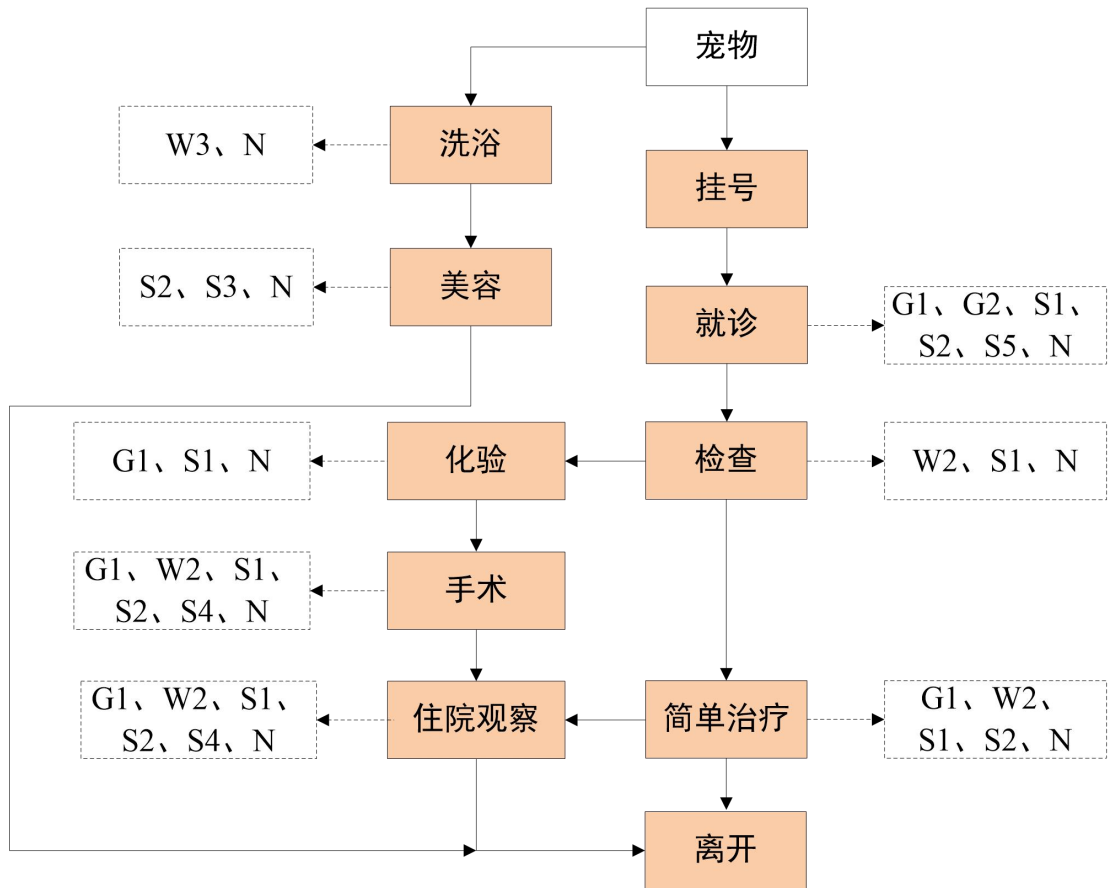 宠物
洗浴
W3、N
挂号
美容
S2、S3、N
就诊
G1、G2、S1、
S2、S5、N
化验
G1、S1、N
检查
W2、S1、N
手术
G1、W2、S1、
S2、S4、N
住院观察
G1、W2、S1、
S2、S4、N
简单治疗
G1、W2、
S1、S2、N
离开